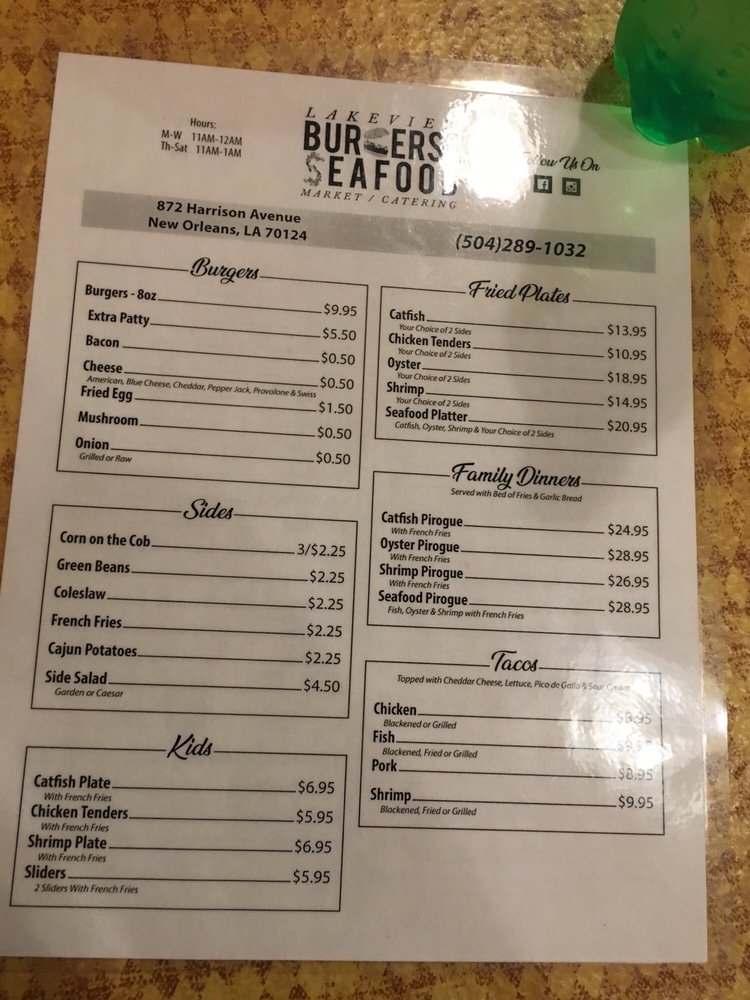 Hours:
M-W 11AM-12AM
Th-Sat 11AM-1AM
LAKEVIE
BURGERS
SEAFOOD
MARKET / CATERING
Follow Us On
872 Harrison Avenue
New Orleans, LA 70124
(504)289-1032
Burgers
Burgers - 8oz $9.95
Extra Patty $5.50
Bacon $0.50
Cheese $0.50
American, Blue Cheese, Cheddar, Pepper Jack, Provolone & Swiss
Fried Egg $1.50
Mushroom $0.50
Onion $0.50
Grilled or Raw
Sides
Corn on the Cob 3/$2.25
Green Beans $2.25
Coleslaw $2.25
French Fries $2.25
Cajun Potatoes $2.25
Side Salad $4.50
Garden or Caesar
Kids
Catfish Plate $6.95
With French Fries
Chicken Tenders $5.95
With French Fries
Shrimp Plate $6.95
With French Fries
Sliders $5.95
2 Sliders With French Fries
Fried Plates
Catfish $13.95
Your Choice of 2 Sides
Chicken Tenders $10.95
Your Choice of 2 Sides
Oyster $18.95
Your Choice of 2 Sides
Shrimp $14.95
Your Choice of 2 Sides
Seafood Platter $20.95
Catfish, Oyster, Shrimp & Your Choice of 2 Sides
Family Dinners
Served with Bed of Fries & Garlic Bread
Catfish Pirogue $24.95
With French Fries
Oyster Pirogue $28.95
With French Fries
Shrimp Pirogue $26.95
With French Fries
Seafood Pirogue $28.95
Fish, Oyster & Shrimp with French Fries
Tacos
Topped with Cheddar Cheese, Lettuce, Pico de Gallo & Sour Cream
Chicken
Blackened or Grilled
Fish
Blackened, Fried or Grilled
Pork $8.95
Shrimp $9.95
Blackened, Fried or Grilled